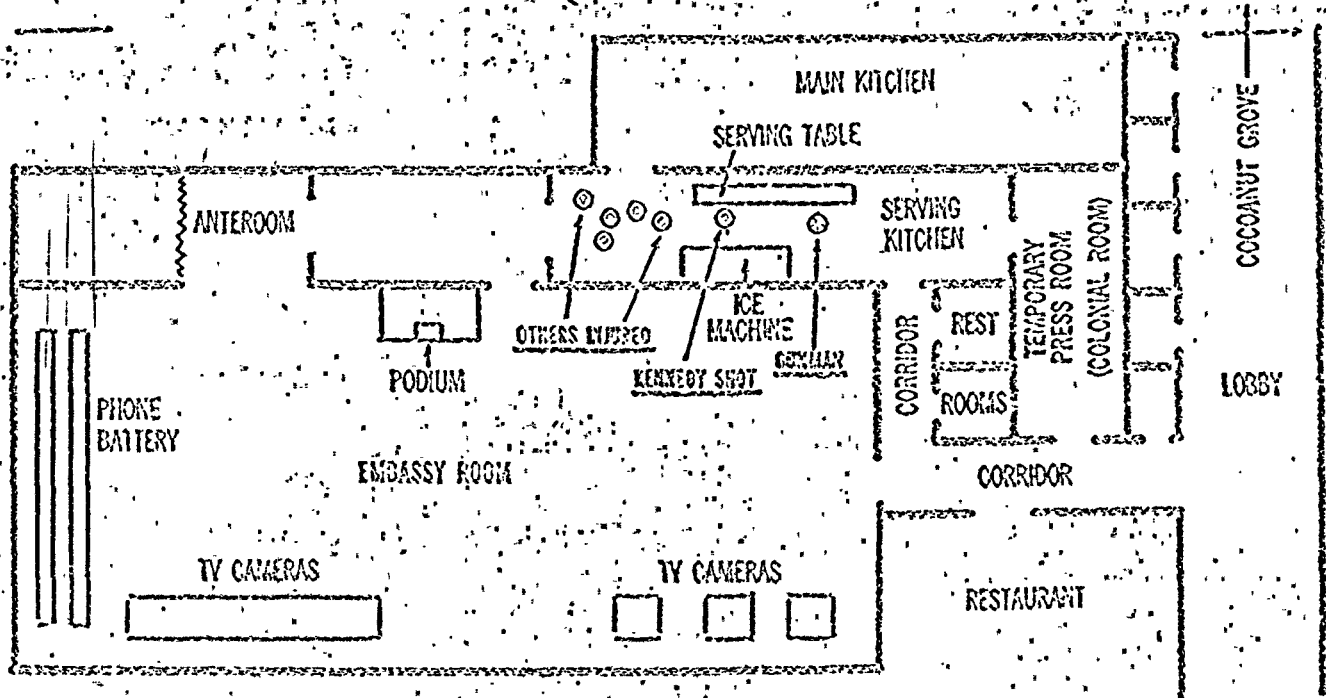 MAIN KITCHEN
SERVING TABLE
COCOANUT GROVE
ANTEROOM
SERVING
KITCHEN
TEMPORARY
PRESS ROOM
(COLONIAL ROOM)
ICE
MACHINE
OTHERS INJURED
GUNMAN
KENNEDY SHOT
CORRIDOR
REST
ROOMS
PODIUM
LOBBY
PHONE
BATTERY
EMBASSY ROOM
CORRIDOR
TV CAMERAS
TV CAMERAS
RESTAURANT